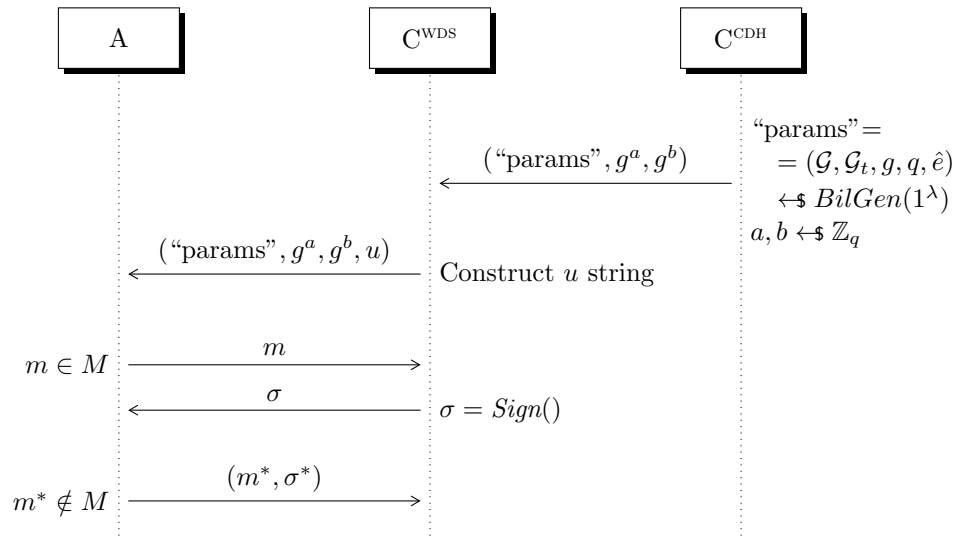 A
C^WDS
C^CDH
“params”=
= (𝒢, 𝒢_t, g, q, ê)
←$ BilGen(1^λ)
a, b ←$ ℤ_q
(“params”, g^a, g^b)
(“params”, g^a, g^b, u)
Construct u string
m ∈ M
m
σ
σ = Sign()
m* ∉ M
(m*, σ*)